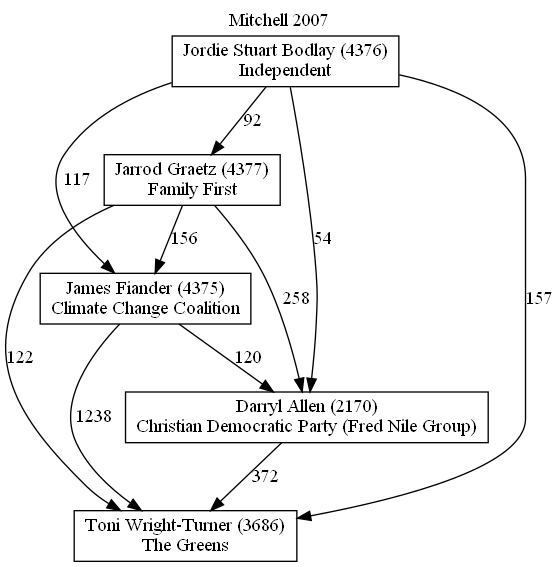 Mitchell 2007
Jordie Stuart Bodlay (4376)
Independent
92
Jarrod Graetz (4377)
Family First
117
156
54
258
157
James Fiander (4375)
Climate Change Coalition
122
120
Darryl Allen (2170)
Christian Democratic Party (Fred Nile Group)
1238
372
Toni Wright-Turner (3686)
The Greens